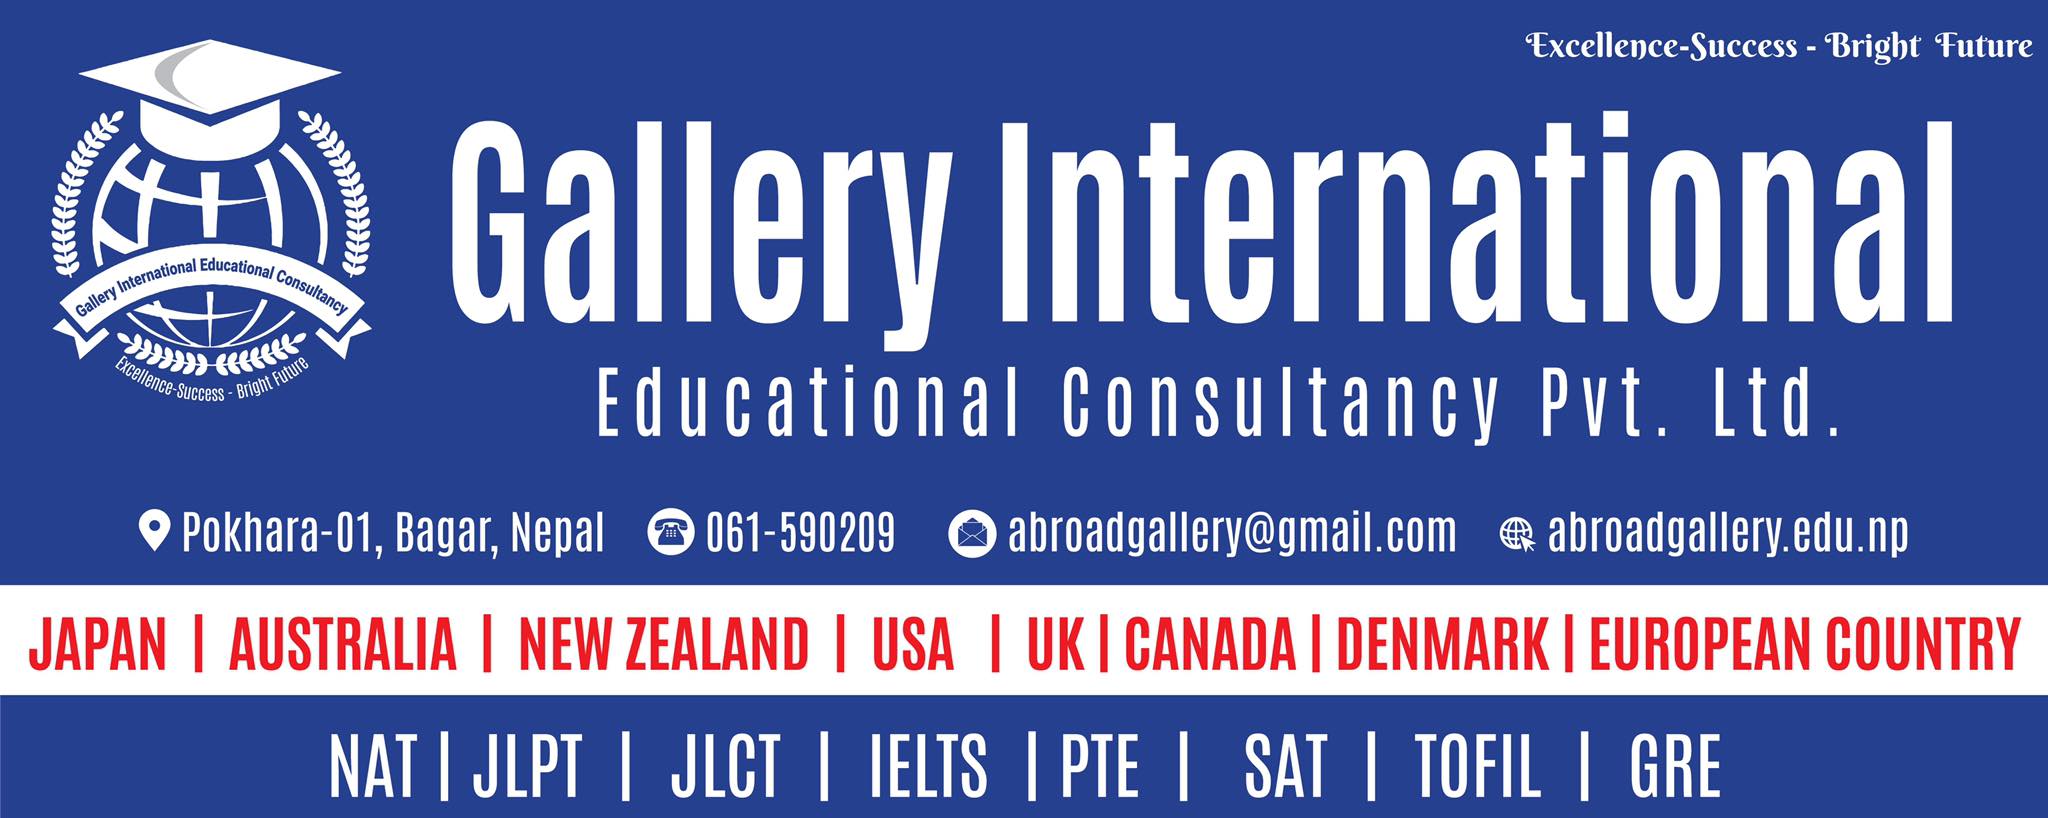 Excellence-Success - Bright Future
Gallery International
Educational Consultancy Pvt. Ltd.
Gallery International Educational Consultancy
Excellence-Success - Bright Future
Pokhara-01, Bagar, Nepal 061-590209 abroadgallery@gmail.com abroadgallery.edu.np
JAPAN | AUSTRALIA | NEW ZEALAND | USA | UK | CANADA | DENMARK | EUROPEAN COUNTRY
NAT | JLPT | JLCT | IELTS | PTE | SAT | TOFIL | GRE